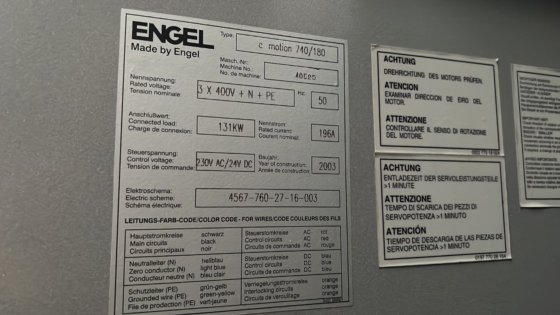 ENGEL
Made by Engel
Type:
e motion 740/180
Masch. Nr:
Machine No.:
No. de machine:
Nennspannung:
Rated voltage:
Tension nominale:
3 X 400V + N + PE
Hz:
50
Anschlußwert:
Connected load:
Charge de connexion:
131KW
Nennstrom:
Rated current:
Courent nominal:
196A
Steuerspannung:
Control voltage:
Tension de commande:
230V AC/24V DC
Baujahr:
Year of construction:
Année de construction:
2003
Elektroschema:
Electric scheme:
Schéma électrique:
4567-760-27-16-003
LEITUNGS-FARB-CODE/COLOR CODE - FOR WIRES/CODE COULEURS DES FILS
Hauptstromkreise schwarz Steuerstromkreise AC rot
Main circuits black Control circuits AC red
Circuits principaux noir Circuits de commande AC rouge
Neutralleiter (N) hellblau Steuerstromkreise DC blau
Zero conductor (N) light blue Control circuits DC blue
Conducteur neutre (N) bleu clair Circuits de commande DC bleu
Schutzleiter (PE) grün-gelb Verriegelungsstromkreise orange
Grounded wire (PE) green-yellow Interlocking circuits orange
File de protection (PE) vert-jaune Circuits de verrouillage orange
ACHTUNG
DREHRICHTUNG DES MOTORS PRÜFEN.
ATENCION
EXAMINAR DIRECCION DE EIRO DEL
MOTOR.
ATTENZIONE
CONTROLLARE IL SENSO DI ROTAZIONE
DEL MOTORE.
ACHTUNG
ENTLADEZEIT DER SERVOLEISTUNGSTEILE
>1 MINUTE
ATTENZIONE
TEMPO DI SCARICA DEI PEZZI DI
SERVOPOTENZA >1 MINUTO
ATENCIÓN
TIEMPO DE DESCARGA DE LAS PIEZAS DE
SERVOPOTENCIA >1 MINUTO